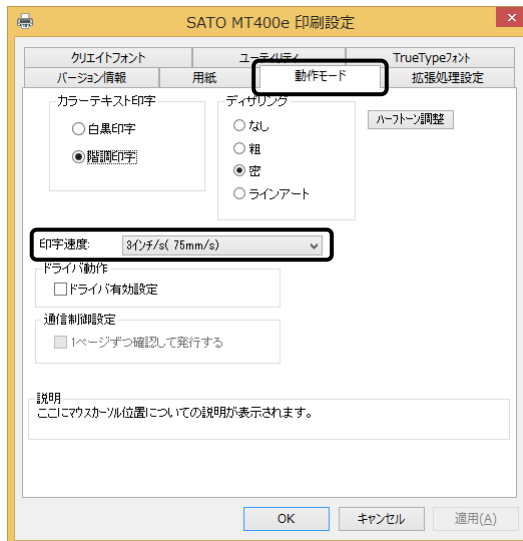 SATO MT400e 印刷設定
クリエイトフォント ユーティリティ TrueTypeフォント
バージョン情報 用紙 動作モード 拡張処理設定
カラーテキスト印字
白黒印字
階調印字
ディザリング
なし
粗
密
ラインアート
ハーフトーン調整
印字速度: 3インチ/s( 75mm/s)
ドライバ動作
ドライバ有効設定
通信制御設定
1ページずつ確認して発行する
説明
ここにマウスカーソル位置についての説明が表示されます。
OK キャンセル 適用(A)